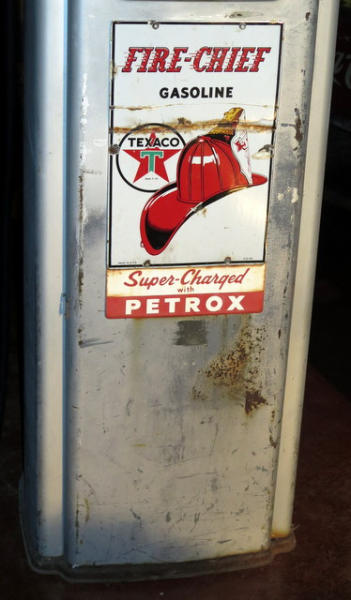 FIRE-CHIEF
GASOLINE
TEXACO
T
Super-Charged
with
PETROX